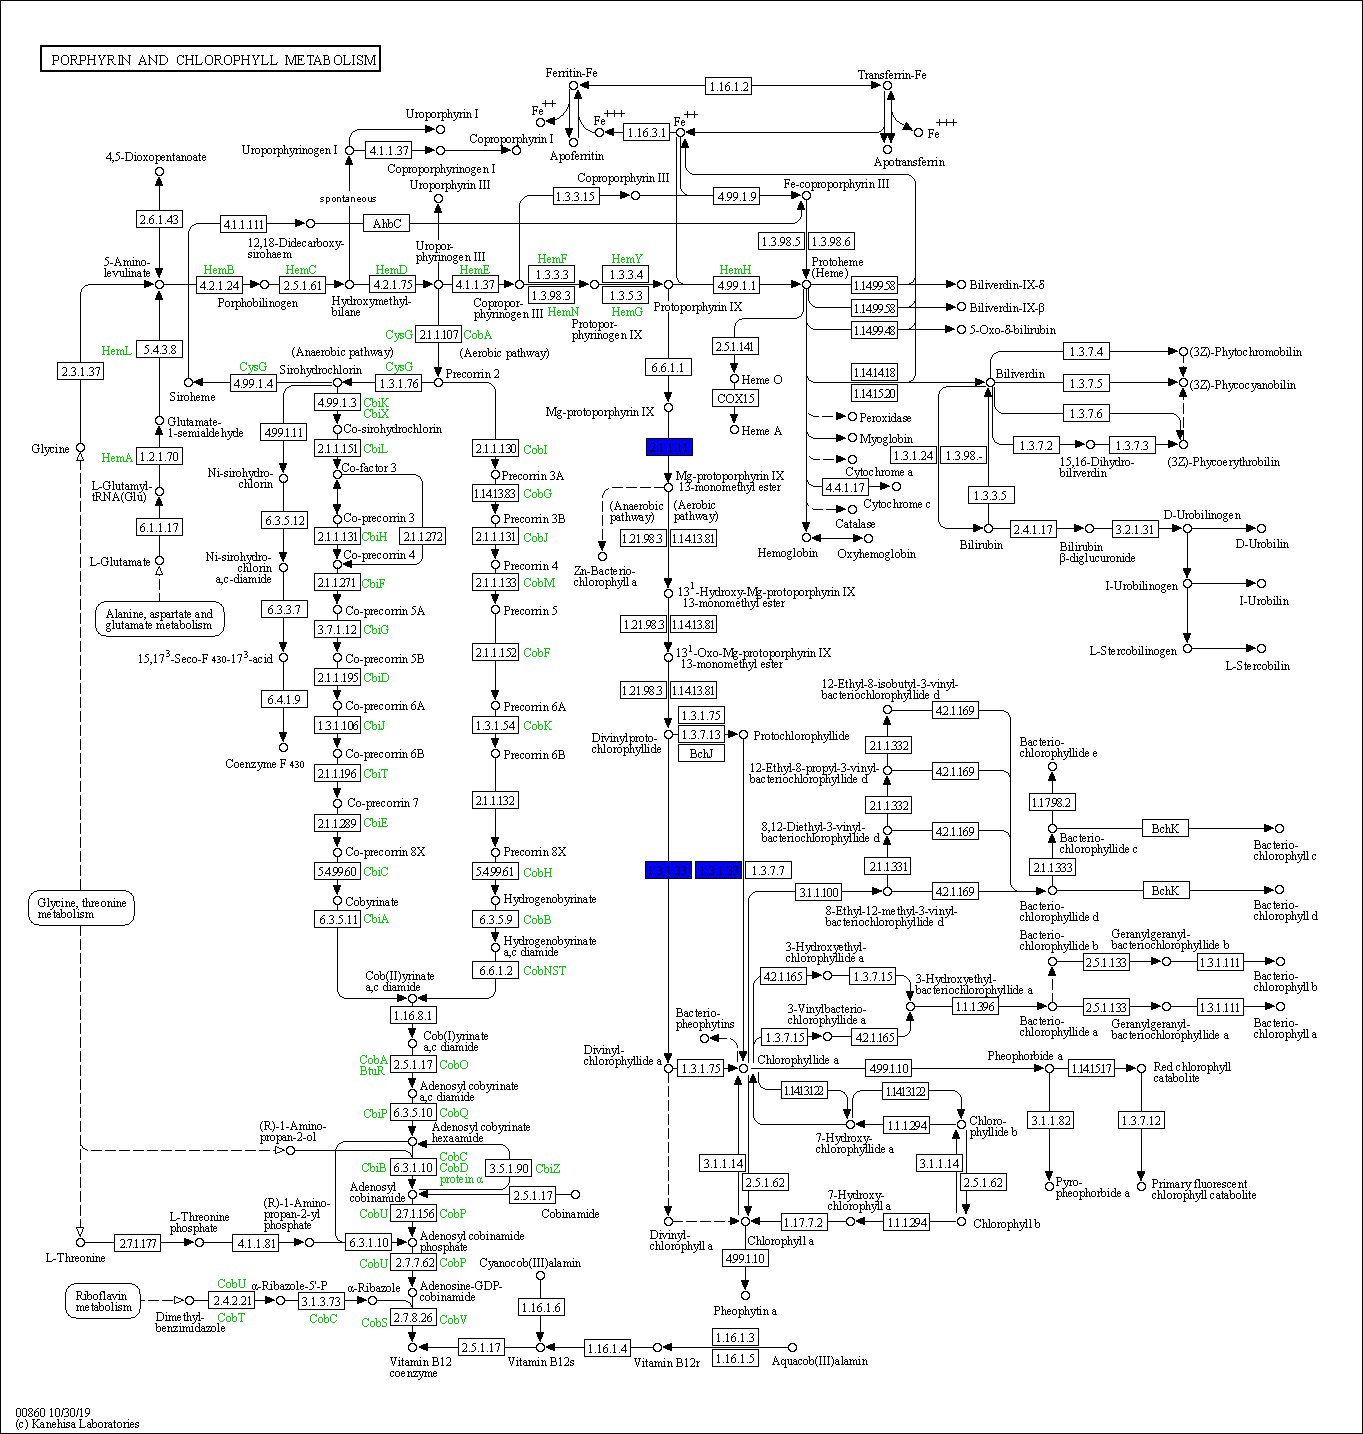 PORPHYRIN AND CHLOROPHYLL METABOLISM
Ferritin-Fe
1.16.1.2
Transferrin-Fe
Fe++
Fe+++
1.16.3.1
Fe++
Fe+++
Apoferritin
Apotransferrin
Uroporphyrin I
Uroporphyrinogen I
4.1.1.37
Coproporphyrin I
Coproporphyrinogen I
4,5-Dioxopentanoate
2.6.1.43
spontaneous
Uroporphyrin III
Coproporphyrin III
1.3.3.15
4.99.1.9
Fe-coproporphyrin III
4.1.1.111
AhbC
12,18-Didecarboxy-
sirohaem
Uropor-
phyrinogen III
1.3.98.5
1.3.98.6
5-Amino-
levulinate
HemB
4.2.1.24
Porphobilinogen
HemC
2.5.1.61
Hydroxymethyl-
bilane
HemD
4.2.1.75
HemE
4.1.1.37
Copropor-
phyrinogen III
HemF
1.3.3.3
1.3.98.3
HemN
HemY
1.3.3.4
1.3.5.3
HemG
Protopor-
phyrinogen IX
Protoporphyrin IX
HemH
4.99.1.1
Protoheme
(Heme)
1.14.99.58
Biliverdin-IX-δ
1.14.99.58
Biliverdin-IX-β
1.14.99.48
5-Oxo-δ-bilirubin
CysG
2.1.1.107
CobA
HemL
5.4.3.8
2.3.1.37
(Anaerobic pathway)
(Aerobic pathway)
CysG
4.99.1.4
Siroheme
Sirohydrochlorin
CysG
1.3.1.76
Precorrin 2
6.6.1.1
2.5.1.141
Heme O
COX15
Heme A
1.14.14.18
1.14.15.20
Biliverdin
1.3.7.4
(3Z)-Phytochromobilin
1.3.7.5
(3Z)-Phycocyanobilin
1.3.7.6
1.3.7.2
1.3.7.3
15,16-Dihydro-
biliverdin
(3Z)-Phycoerythrobilin
Glutamate-
1-semialdehyde
Glycine
HemA
1.2.1.70
L-Glutamyl-
tRNA(Glu)
6.1.1.17
L-Glutamate
Alanine, aspartate and
glutamate metabolism
4.99.1.3
CbiK
CbiX
Co-sirohydrochlorin
4.99.1.11
2.1.1.151
CbiL
Ni-sirohydro-
chlorin
Co-factor 3
6.3.5.12
Co-precorrin 3
2.1.1.131
CbiH
2.1.1.272
Ni-sirohydro-
chlorin
a,c-diamide
Co-precorrin 4
2.1.1.271
CbiF
6.3.3.7
Co-precorrin 5A
3.7.1.12
CbiG
15,17³-Seco-F 430-17³-acid
Co-precorrin 5B
2.1.1.195
CbiD
6.4.1.9
Co-precorrin 6A
1.3.1.106
CbiJ
Coenzyme F 430
Co-precorrin 6B
2.1.1.196
CbiT
Co-precorrin 7
2.1.1.289
CbiE
Co-precorrin 8X
5.4.99.60
CbiC
Cobyrinate
6.3.5.11
CbiA
2.1.1.130
CobI
Precorrin 3A
1.14.13.83
CobG
Precorrin 3B
2.1.1.131
CobJ
Precorrin 4
2.1.1.133
CobM
Precorrin 5
2.1.1.152
CobF
Precorrin 6A
1.3.1.54
CobK
Precorrin 6B
2.1.1.132
Precorrin 8X
5.4.99.61
CobH
Hydrogenobyrinate
6.3.5.9
CobB
Hydrogenobyrinate
a,c diamide
6.6.1.2
CobNST
Mg-protoporphyrin IX
2.1.1.11
Mg-protoporphyrin IX
13-monomethyl ester
(Anaerobic
pathway)
(Aerobic
pathway)
1.21.98.3
1.14.13.81
Zn-Bacterio-
chlorophyll a
13¹-Hydroxy-Mg-protoporphyrin IX
13-monomethyl ester
1.21.98.3
1.14.13.81
13¹-Oxo-Mg-protoporphyrin IX
13-monomethyl ester
1.21.98.3
1.14.13.81
Divinylproto-
chlorophyllide
1.3.1.75
1.3.7.13
BchJ
Protochlorophyllide
1.3.1.33
1.3.1.33
1.3.7.7
Peroxidase
Myoglobin
Cytochrome a
4.4.1.17
Cytochrome c
Catalase
Hemoglobin
Oxyhemoglobin
1.3.1.24
1.3.98.-
1.3.3.5
Bilirubin
2.4.1.17
Bilirubin
β-diglucuronide
3.2.1.31
D-Urobilinogen
D-Urobilin
I-Urobilinogen
I-Urobilin
L-Stercobilinogen
L-Stercobilin
12-Ethyl-8-isobutyl-3-vinyl-
bacteriochlorophyllide d
4.2.1.169
2.1.1.332
12-Ethyl-8-propyl-3-vinyl-
bacteriochlorophyllide d
4.2.1.169
2.1.1.332
8,12-Diethyl-3-vinyl-
bacteriochlorophyllide d
4.2.1.169
2.1.1.331
3.1.1.100
4.2.1.169
8-Ethyl-12-methyl-3-vinyl-
bacteriochlorophyllide d
Bacterio-
chlorophyllide e
1.17.98.2
Bacterio-
chlorophyllide c
BchK
Bacterio-
chlorophyll c
2.1.1.333
Bacterio-
chlorophyllide d
BchK
Bacterio-
chlorophyll d
Bacterio-
chlorophyllide b
2.5.1.133
Geranylgeranyl-
bacteriochlorophyllide b
1.3.1.111
Bacterio-
chlorophyll b
3-Hydroxyethyl-
chlorophyllide a
4.2.1.165
1.3.7.15
3-Hydroxyethyl-
bacteriochlorophyllide a
1.1.1.396
Bacterio-
chlorophyllide a
2.5.1.133
Geranylgeranyl-
bacteriochlorophyllide a
1.3.1.111
Bacterio-
chlorophyll a
3-Vinylbacterio-
chlorophyllide a
1.3.7.15
4.2.1.165
Bacterio-
pheophytins
Divinyl-
chlorophyllide a
1.3.1.75
Chlorophyllide a
4.99.1.10
Pheophorbide a
1.14.15.17
Red chlorophyll
catabolite
1.14.13.122
1.14.13.122
7-Hydroxy-
chlorophyllide
1.1.1.294
Chloro-
phyllide b
3.1.1.82
1.3.7.12
Pyro-
pheophorbide a
Primary fluorescent
chlorophyll catabolite
3.1.1.14
2.5.1.62
3.1.1.14
2.5.1.62
Divinyl-
chlorophyll a
Chlorophyll a
1.17.7.2
7-Hydroxy-
chlorophyll a
1.1.1.294
Chlorophyll b
4.99.1.10
Pheophytin a
Glycine, threonine
metabolism
Cob(II)yrinate
a,c diamide
1.16.8.1
Cob(I)yrinate
a,c diamide
CobA
BtuR
2.5.1.17
CobO
Adenosyl cobyrinate
a,c diamide
CbiP
6.3.5.10
CobQ
(R)-1-Amino-
propan-2-ol
Adenosyl cobyrinate
hexaamide
CbiB
6.3.1.10
CobC
CobD
protein α
3.5.1.90
CbiZ
Adenosyl
cobinamide
2.5.1.17
Cobinamide
CobU
2.7.1.156
CobP
L-Threonine
2.7.1.177
L-Threonine
phosphate
4.1.1.81
(R)-1-Amino-
propan-2-yl
phosphate
6.3.1.10
Adenosyl cobinamide
phosphate
CobU
2.7.7.62
CobP
Adenosine-GDP-
cobinamide
Riboflavin
metabolism
Dimethyl-
benzimidazole
CobU
2.4.2.21
CobT
α-Ribazole-5'-P
3.1.3.73
CobC
α-Ribazole
CobS
2.7.8.26
CobV
Vitamin B12
coenzyme
2.5.1.17
Cyanocob(III)alamin
1.16.1.6
Vitamin B12s
1.16.1.4
Vitamin B12r
1.16.1.3
1.16.1.5
Aquacob(III)alamin
00860 10/30/19
(c) Kanehisa Laboratories